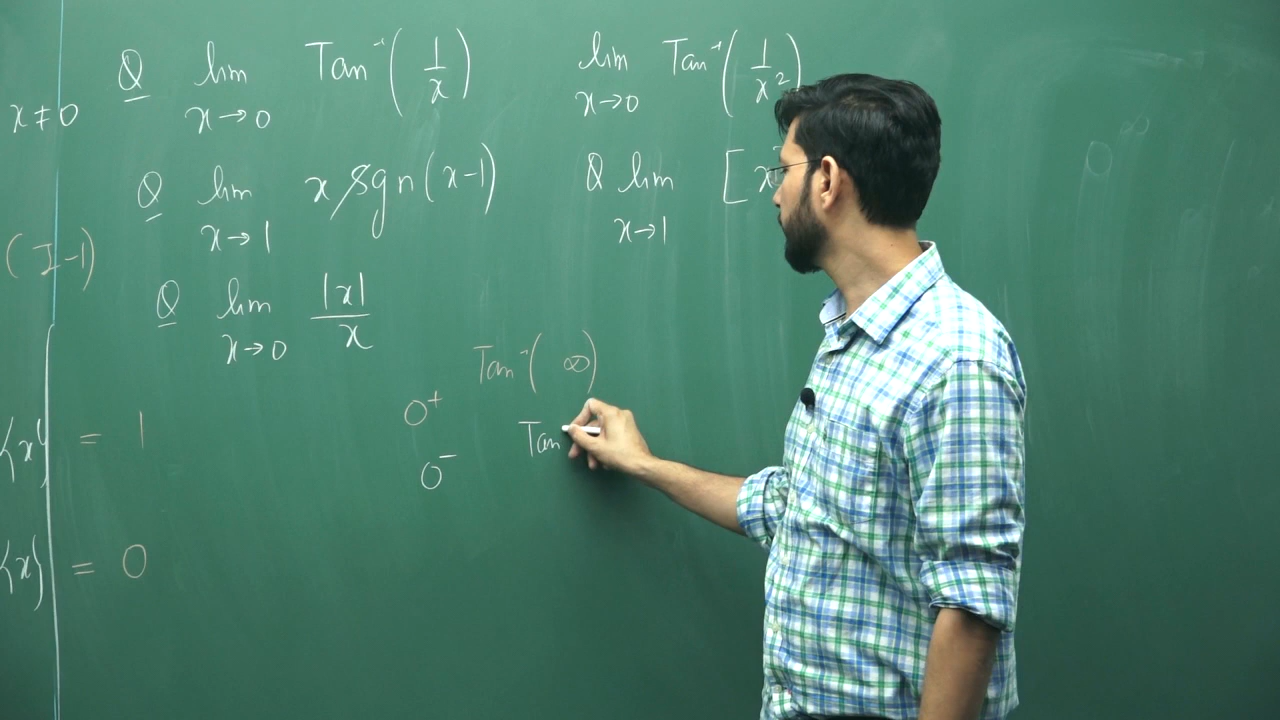 Q lim Tan⁻¹(1/x) lim Tan⁻¹(1/x²)
x≠0 x→0 x→0
Q lim x sgn(x-1) Q lim [x
x→1 x→1
(I-1)
Q lim |x|/x
x→0
Tan⁻¹(∞)
0⁺
{x} = 1 Tan
0⁻
{x} = 0